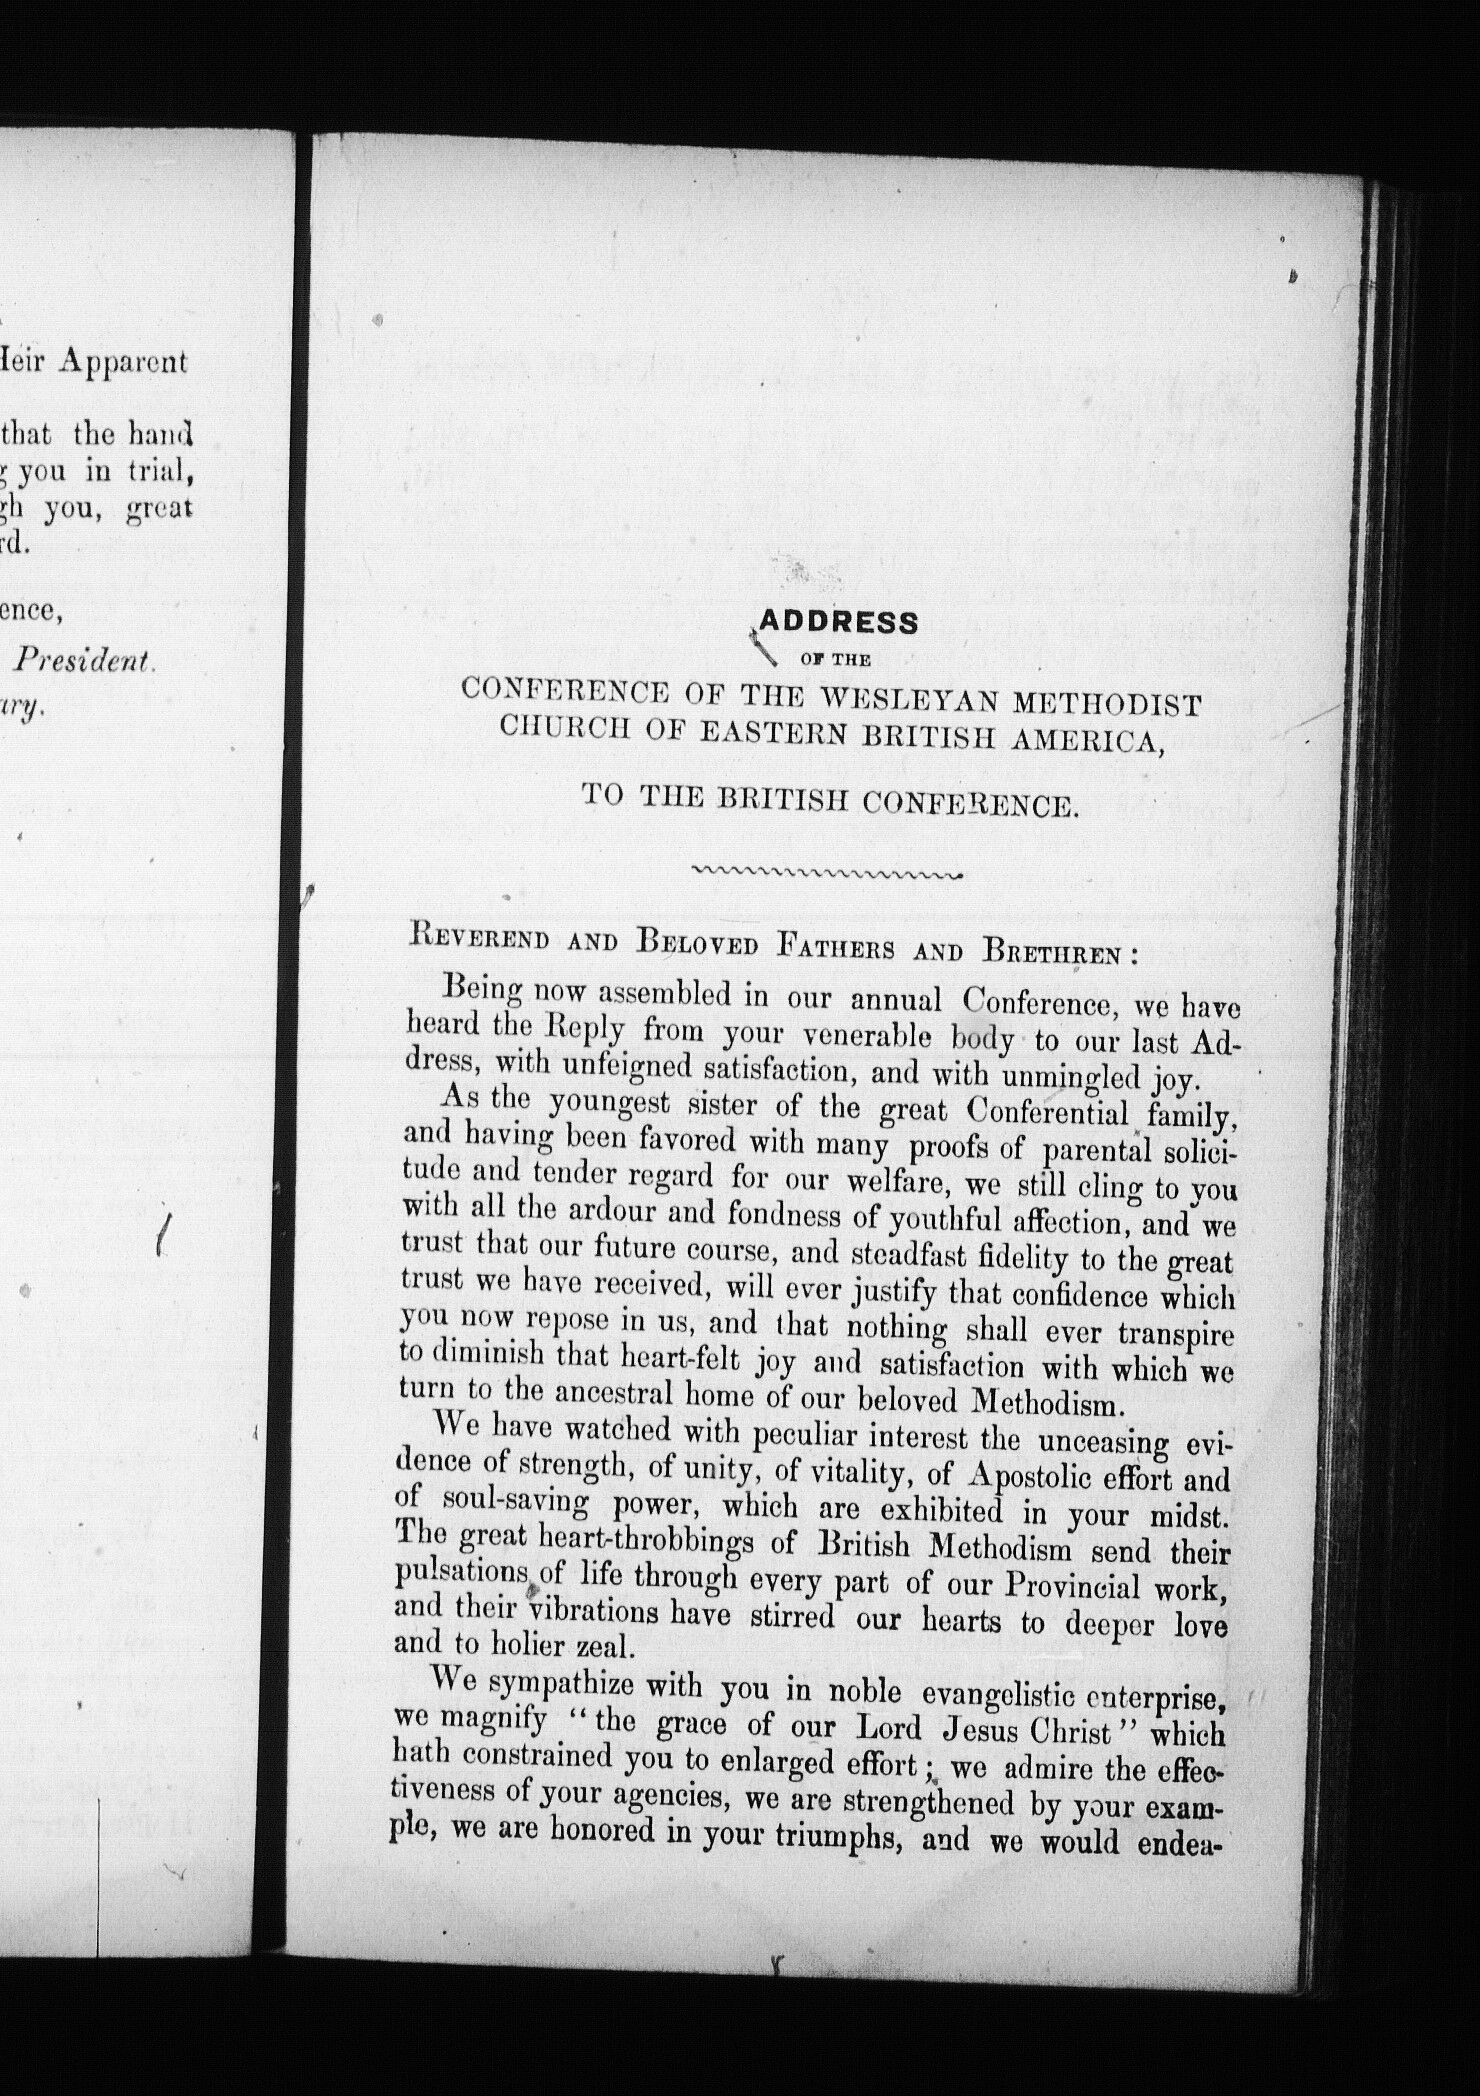 Apparent
that the hand
you in trial,
you, great
President.
ADDRESS
OF THE
CONFERENCE OF THE WESLEYAN METHODIST
CHURCH OF EASTERN BRITISH AMERICA,
TO THE BRITISH CONFERENCE.
REVEREND AND BELOVED FATHERS AND BRETHREN:
Being now assembled in our annual Conference, we have
heard the Reply from your venerable body to our last Ad-
dress, with unfeigned satisfaction, and with unmingled joy.
As the youngest sister of the great Conferential family,
and having been favored with many proofs of parental solici-
tude and tender regard for our welfare, we still cling to you
with all the ardour and fondness of youthful affection, and we
trust that our future course, and steadfast fidelity to the great
trust we have received, will ever justify that confidence which
you now repose in us, and that nothing shall ever transpire
to diminish that heart-felt joy and satisfaction with which we
turn to the ancestral home of our beloved Methodism.
We have watched with peculiar interest the unceasing evi-
dence of strength, of unity, of vitality, of Apostolic effort and
of soul-saving power, which are exhibited in your midst.
The great heart-throbbings of British Methodism send their
pulsations of life through every part of our Provincial work,
and their vibrations have stirred our hearts to deeper love
and to holier zeal.
We sympathize with you in noble evangelistic enterprise,
we magnify "the grace of our Lord Jesus Christ" which
hath constrained you to enlarged effort; we admire the effec-
tiveness of your agencies, we are strengthened by your exam-
ple, we are honored in your triumphs, and we would endea-